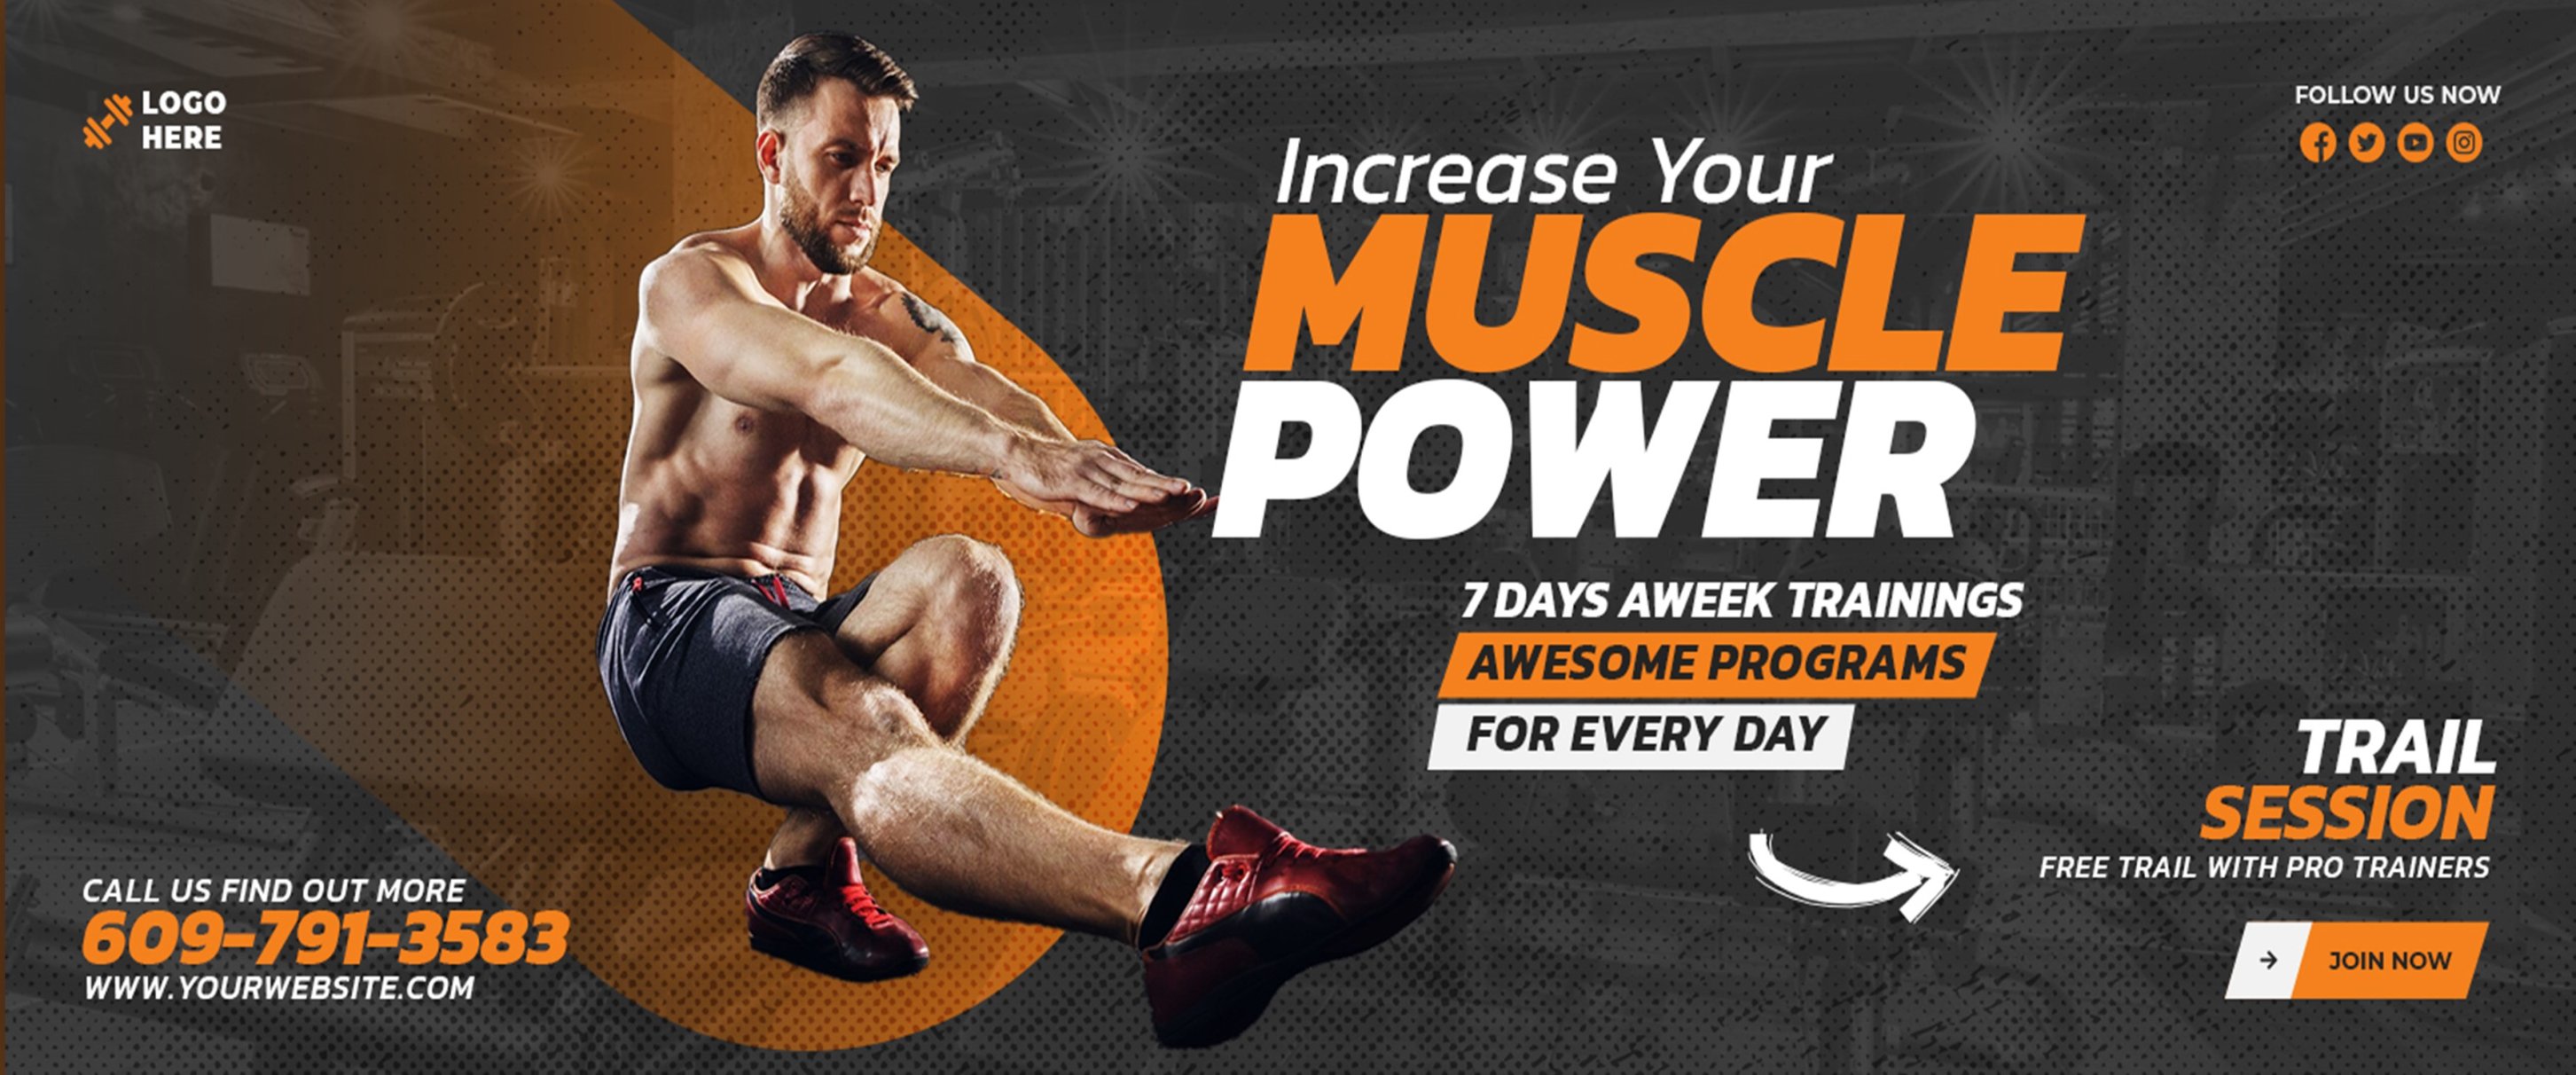 LOGO
HERE
FOLLOW US NOW
Increase Your
MUSCLE
POWER
7 DAYS AWEEK TRAININGS
AWESOME PROGRAMS
FOR EVERY DAY
TRAIL
SESSION
FREE TRAIL WITH PRO TRAINERS
JOIN NOW
CALL US FIND OUT MORE
609-791-3583
WWW.YOURWEBSITE.COM